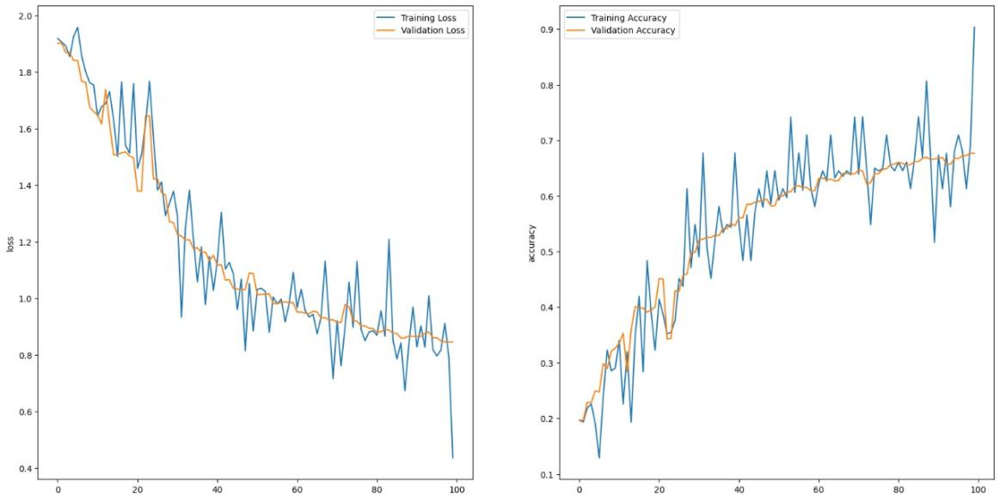 Training Loss
Validation Loss
2.0
1.8
1.6
1.4
1.2
1.0
0.8
0.6
0.4
loss
0 20 40 60 80 100
Training Accuracy
Validation Accuracy
0.9
0.8
0.7
0.6
0.5
0.4
0.3
0.2
0.1
accuracy
0 20 40 60 80 100